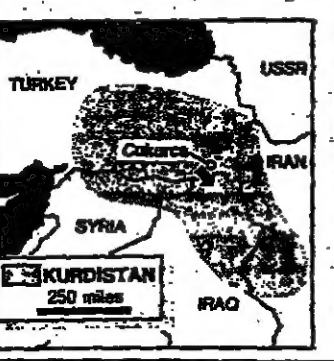 USSR
TURKEY
Cukurca
IRAN
SYRIA
KURDISTAN
250 miles
IRAQ